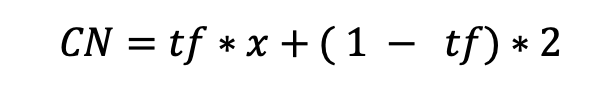 CN = tf * x + ( 1 − tf) * 2